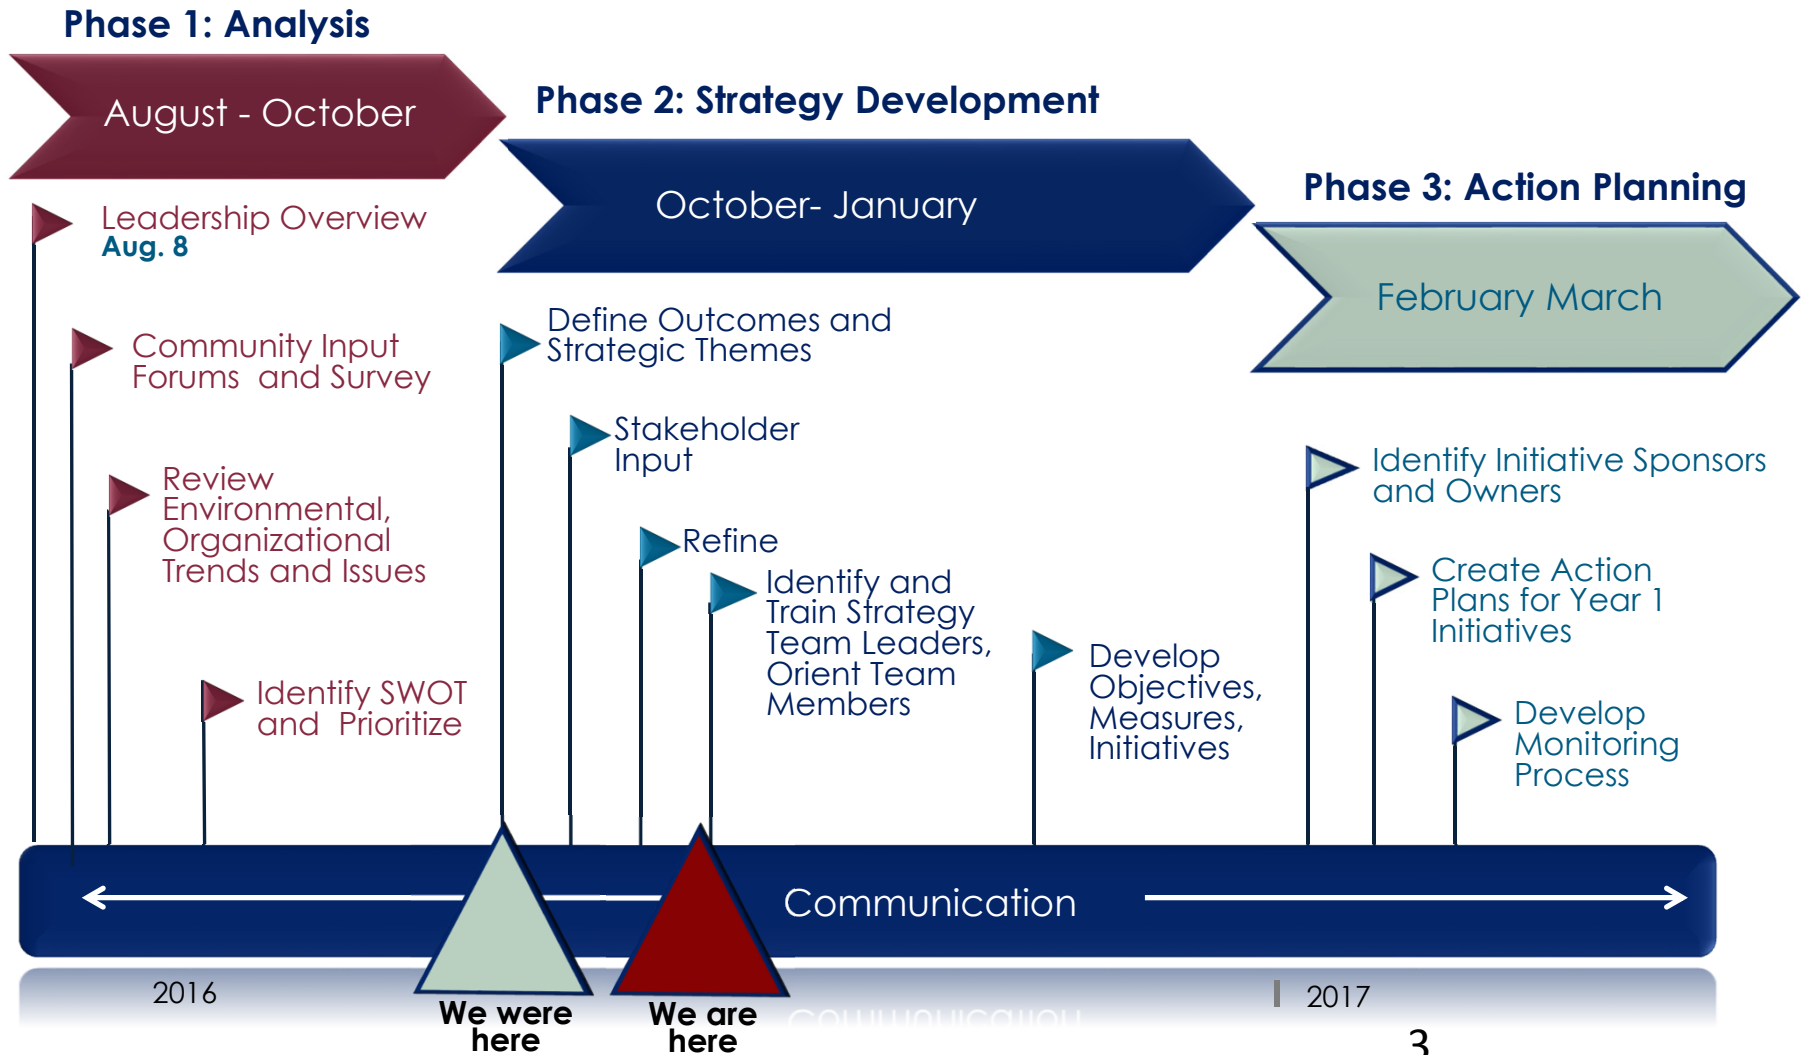 Phase 1: Analysis
August - October
Phase 2: Strategy Development
October- January
Phase 3: Action Planning
February March
Leadership Overview
Aug. 8
Community Input
Forums  and Survey
Review
Environmental,
Organizational
Trends and Issues
Identify SWOT
and  Prioritize
Define Outcomes and
Strategic Themes
Stakeholder
Input
Refine
Identify and
Train Strategy
Team Leaders,
Orient Team
Members
Develop
Objectives,
Measures,
Initiatives
Identify Initiative Sponsors
and Owners
Create Action
Plans for Year 1
Initiatives
Develop
Monitoring
Process
Communication
2016
We were
here
We are
here
2017
3